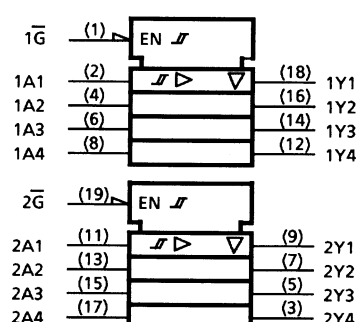 1G̅ (1) EN
1A1 (2) (18) 1Y1
1A2 (4) (16) 1Y2
1A3 (6) (14) 1Y3
1A4 (8) (12) 1Y4
2G̅ (19) EN
2A1 (11) (9) 2Y1
2A2 (13) (7) 2Y2
2A3 (15) (5) 2Y3
2A4 (17) (3) 2Y4